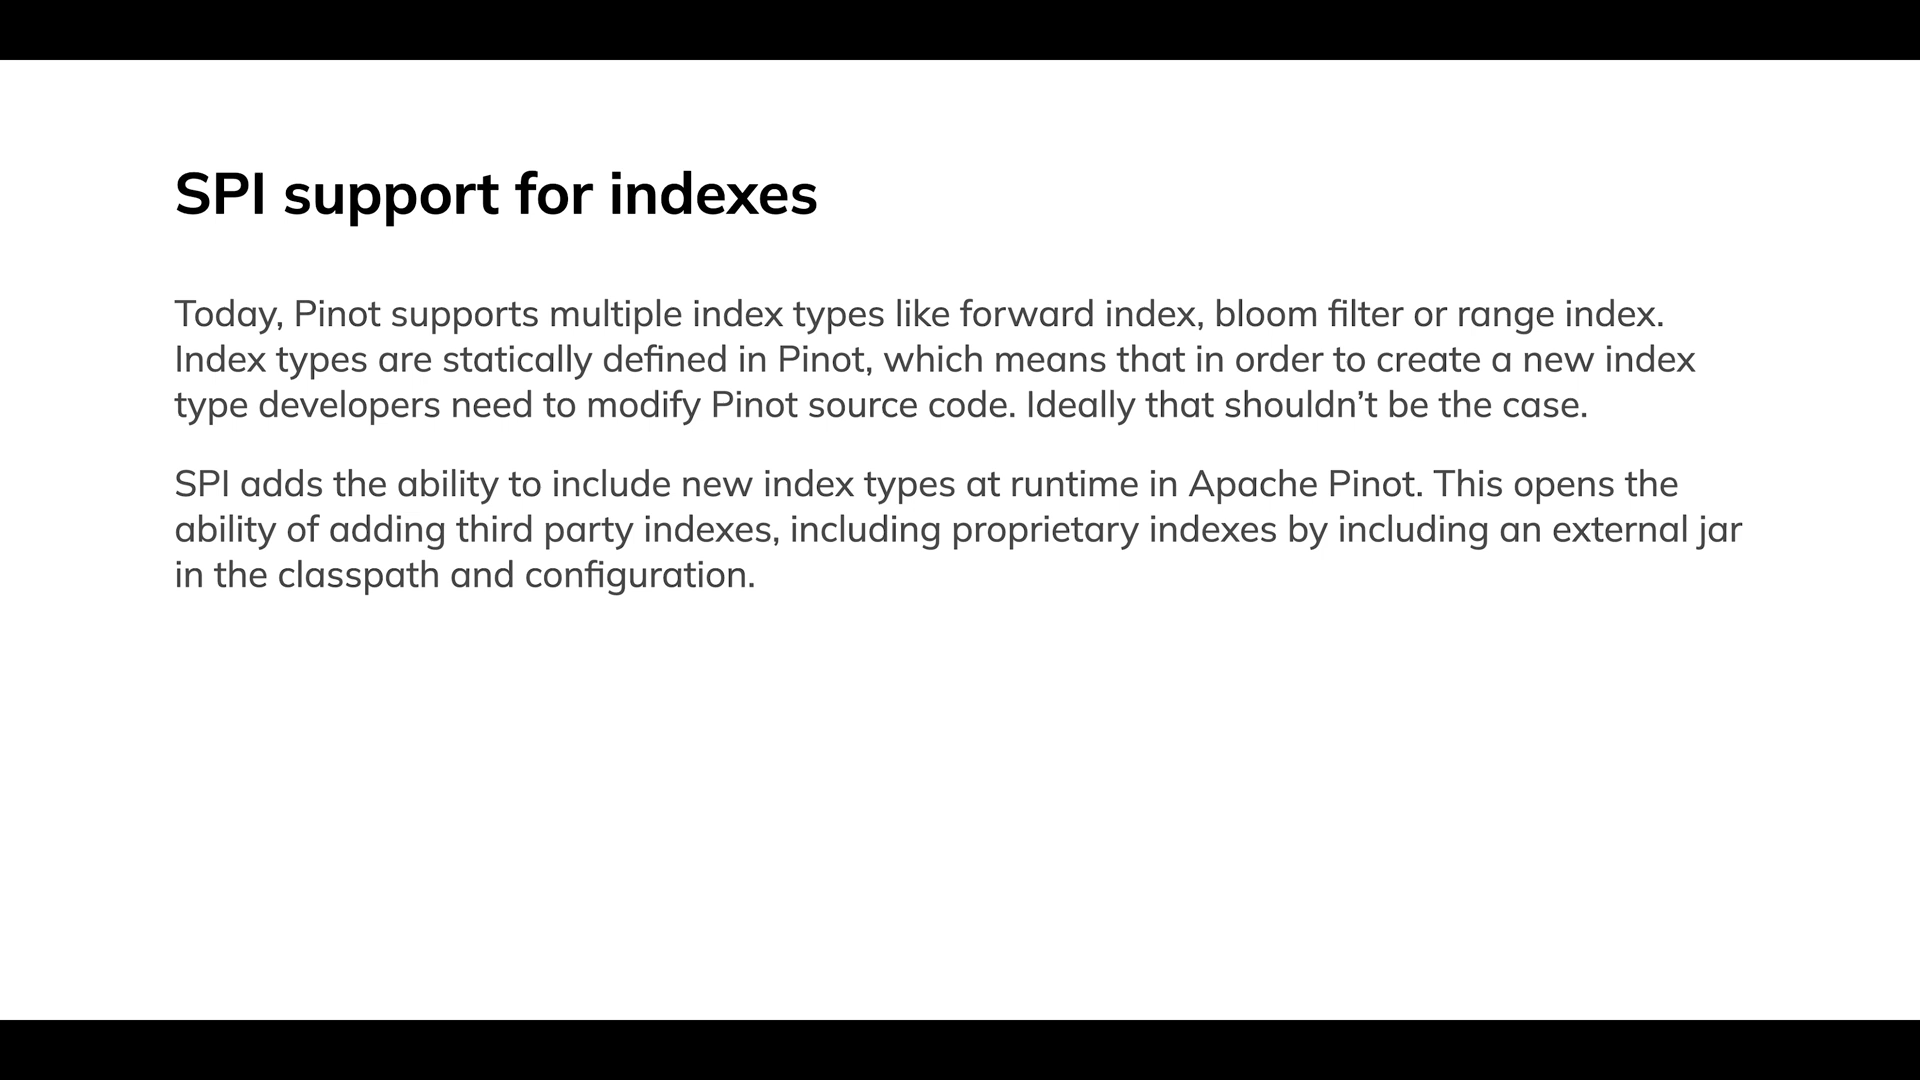 SPI support for indexes
Today, Pinot supports multiple index types like forward index, bloom filter or range index.
Index types are statically defined in Pinot, which means that in order to create a new index
type developers need to modify Pinot source code. Ideally that shouldn’t be the case.
SPI adds the ability to include new index types at runtime in Apache Pinot. This opens the
ability of adding third party indexes, including proprietary indexes by including an external jar
in the classpath and configuration.